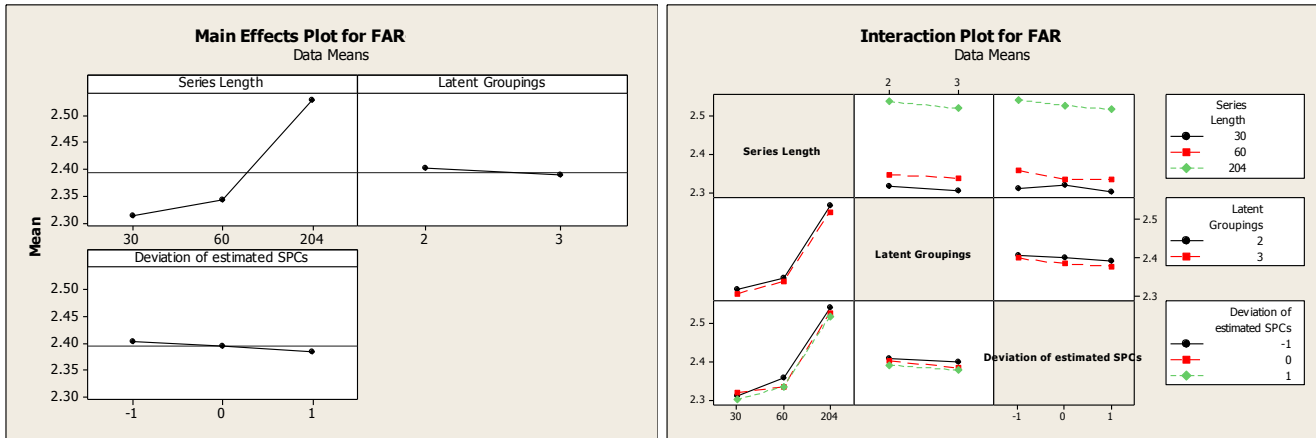 Main Effects Plot for FAR
Data Means
Series Length Latent Groupings
2.50
2.45
2.40
2.35
2.30
30 60 204 2 3
Deviation of estimated SPCs
2.50
2.45
2.40
2.35
2.30
-1 0 1
Mean
Interaction Plot for FAR
Data Means
2 3
2.5
2.4
2.3
Series Length
Series
Length
30
60
204
Latent Groupings
2.5
2.4
2.3
Latent
Groupings
2
3
2.5
2.4
2.3
Deviation of estimated SPCs
Deviation of
estimated SPCs
-1
0
1
30 60 204 -1 0 1